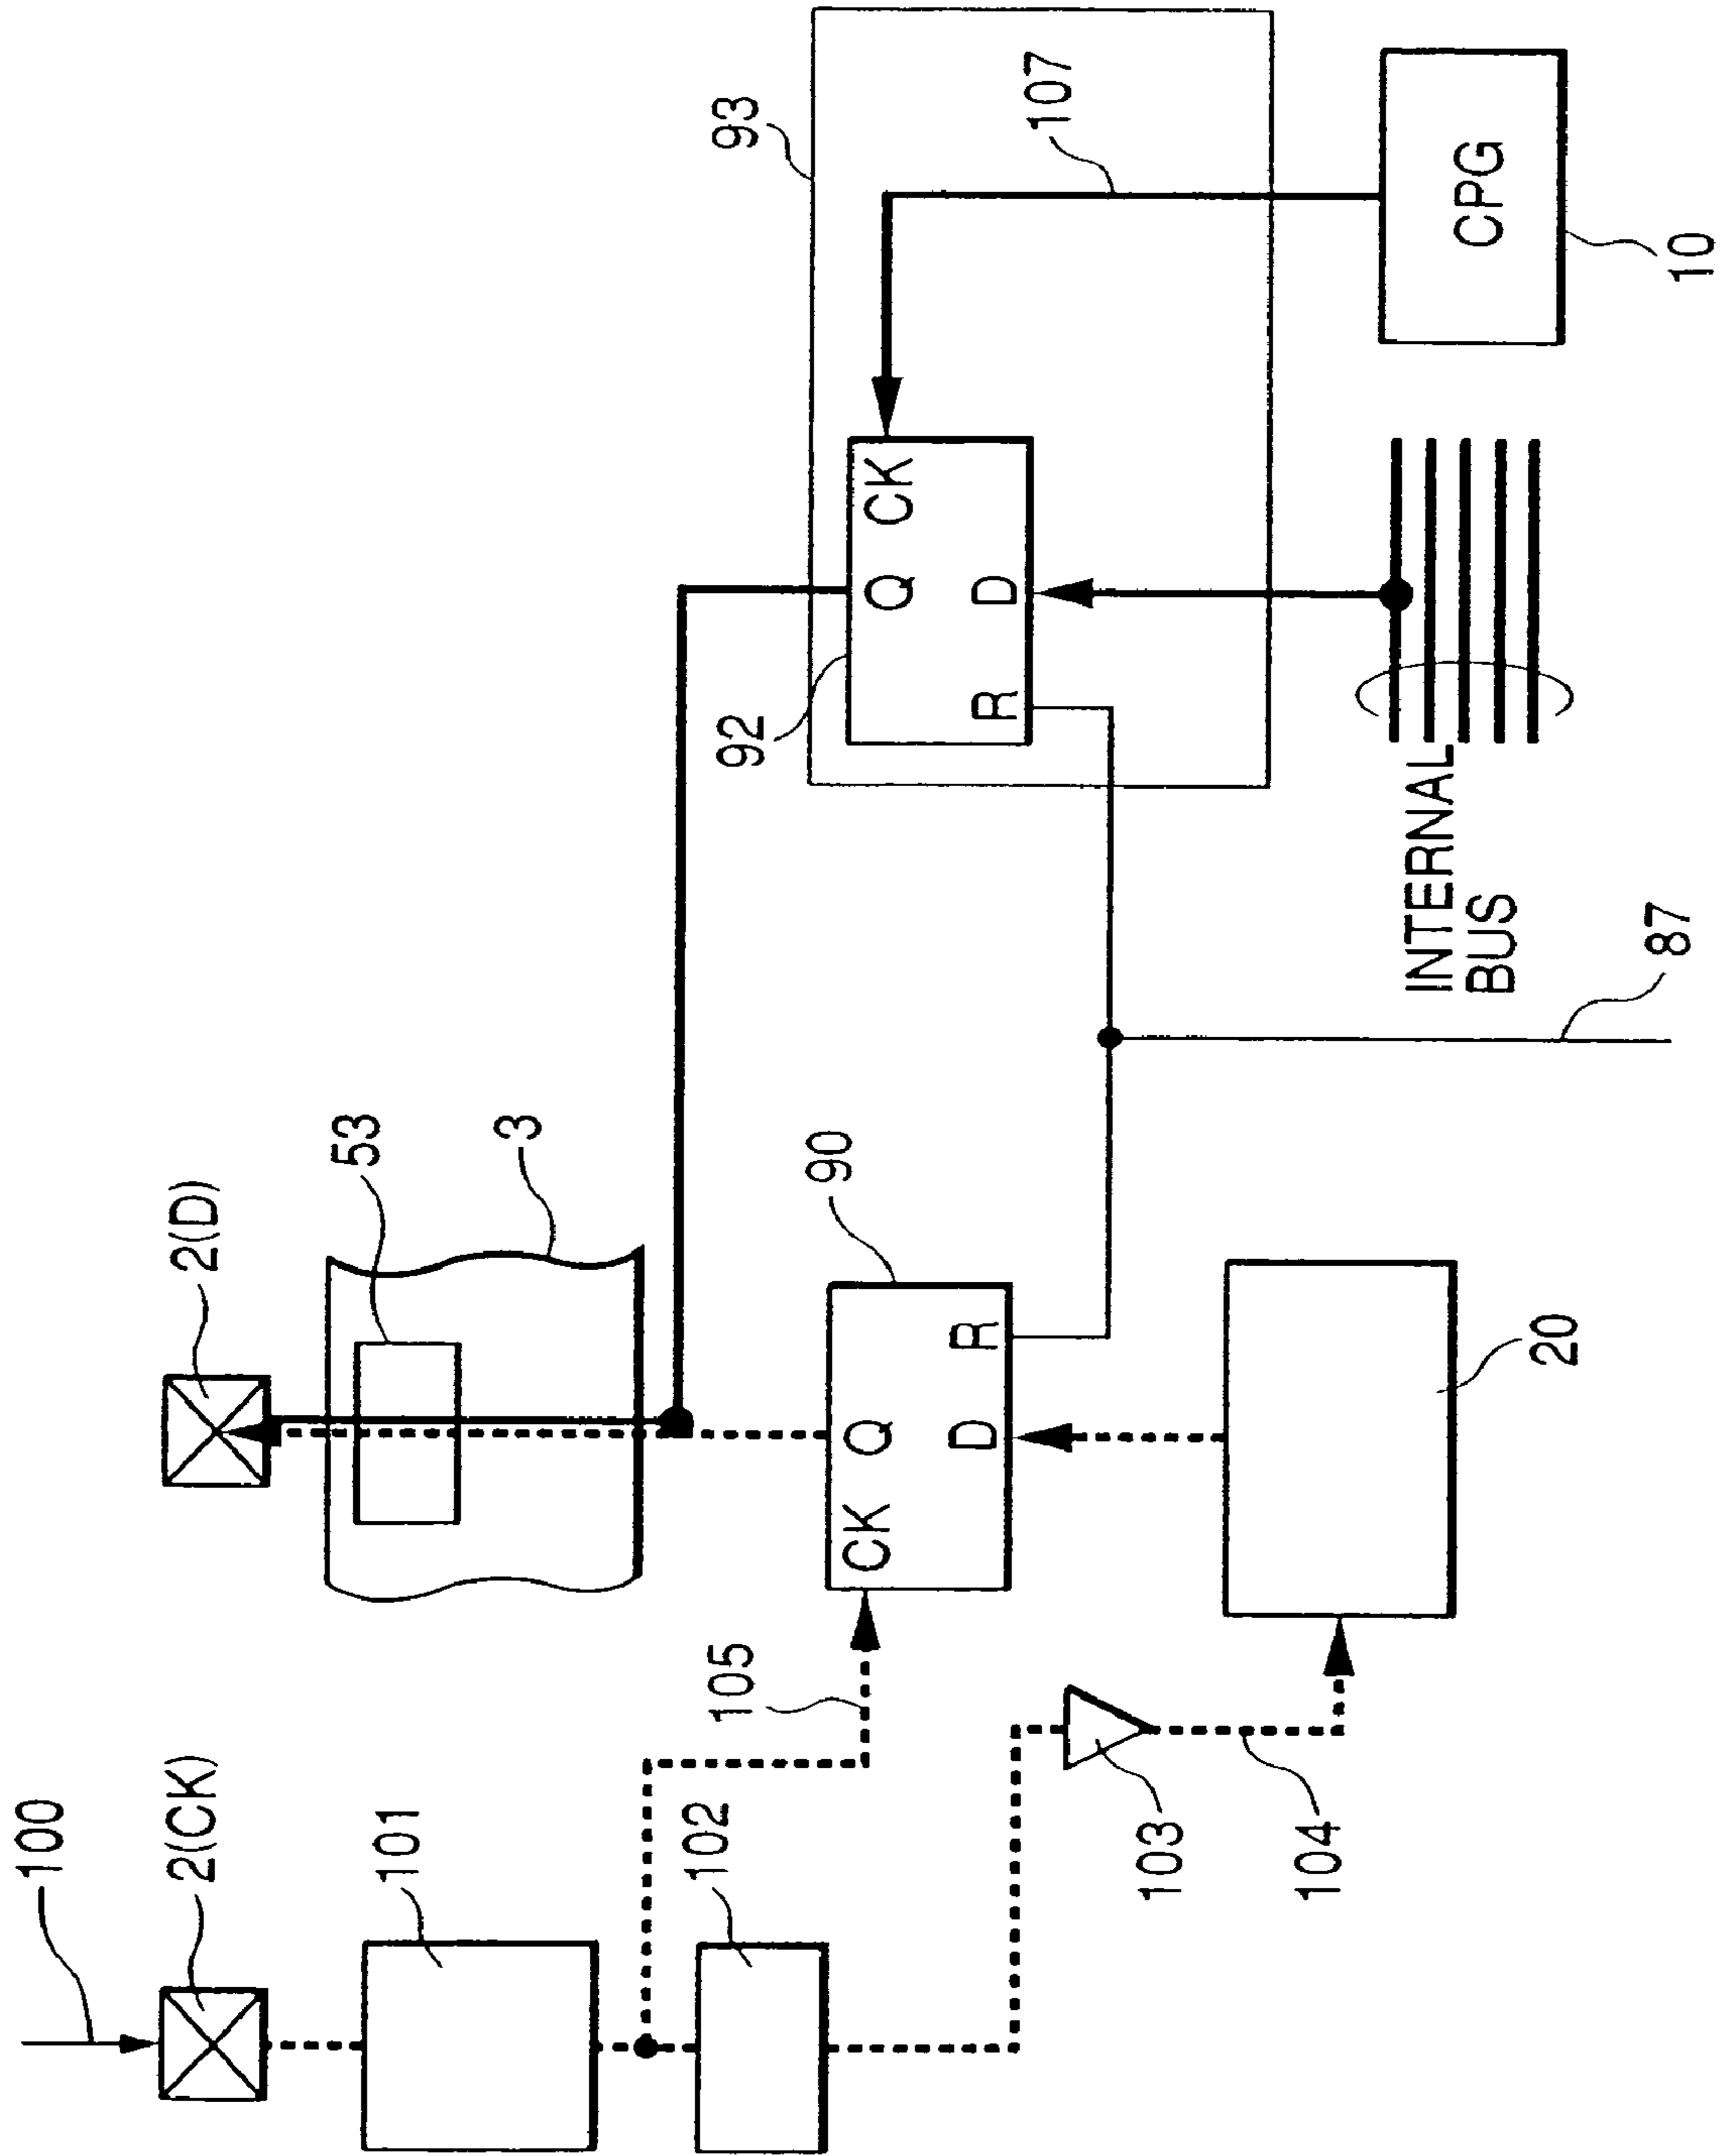 100
2(CK)
101
102
103
104
105
2(D)
53
3
90
CK Q
D R
20
87
93
92
Q CK
R D
107
INTERNAL
BUS
CPG
10